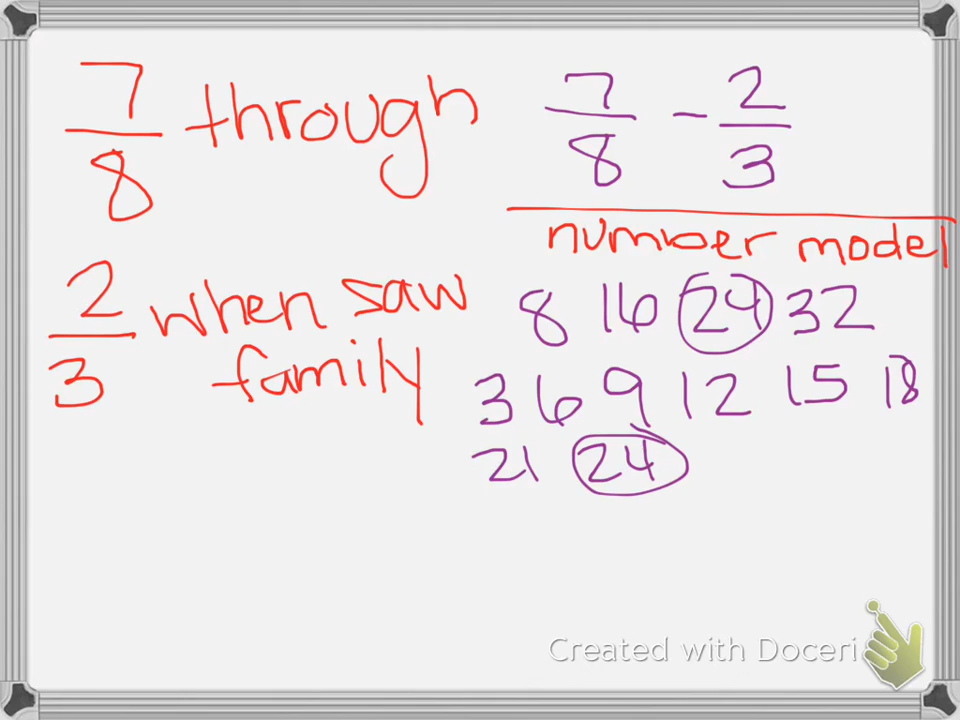 7/8 through
2/3 when saw
family
7/8 - 2/3
number model
8 16 24 32
3 6 9 12 15 18
21 24
Created with Doceri